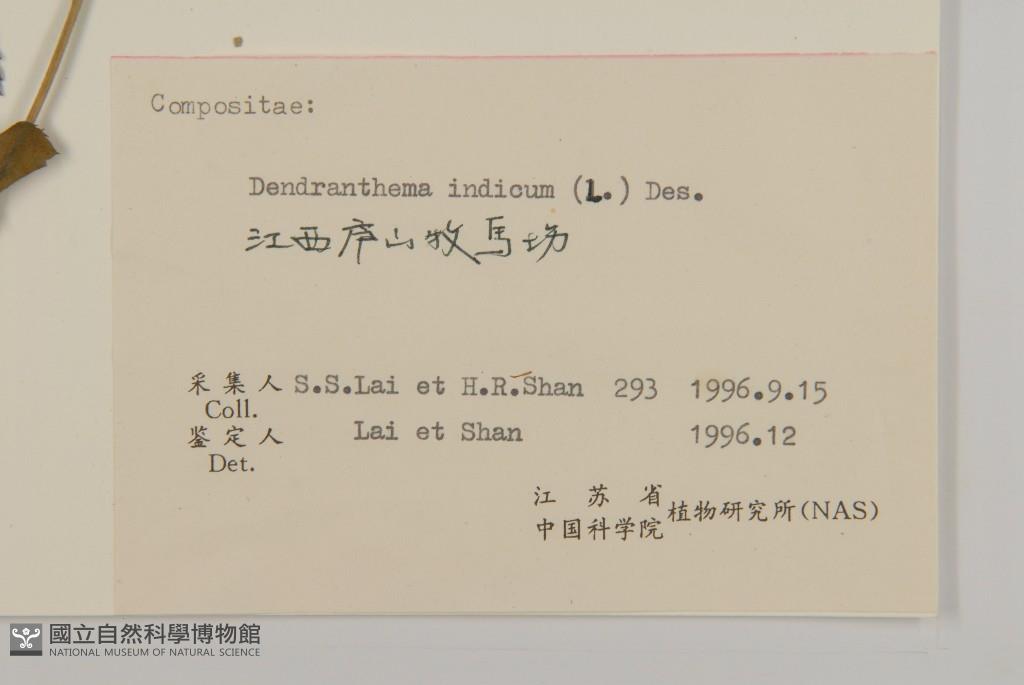 Compositae:
Dendranthema indicum (L.) Des.
江西庐山牧馬场
采集人 S.S.Lai et H.R.Shan 293 1996.9.15
Coll.
鉴定人 Lai et Shan 1996.12
Det.
江苏省
中国科学院 植物研究所(NAS)
國立自然科學博物館
NATIONAL MUSEUM OF NATURAL SCIENCE